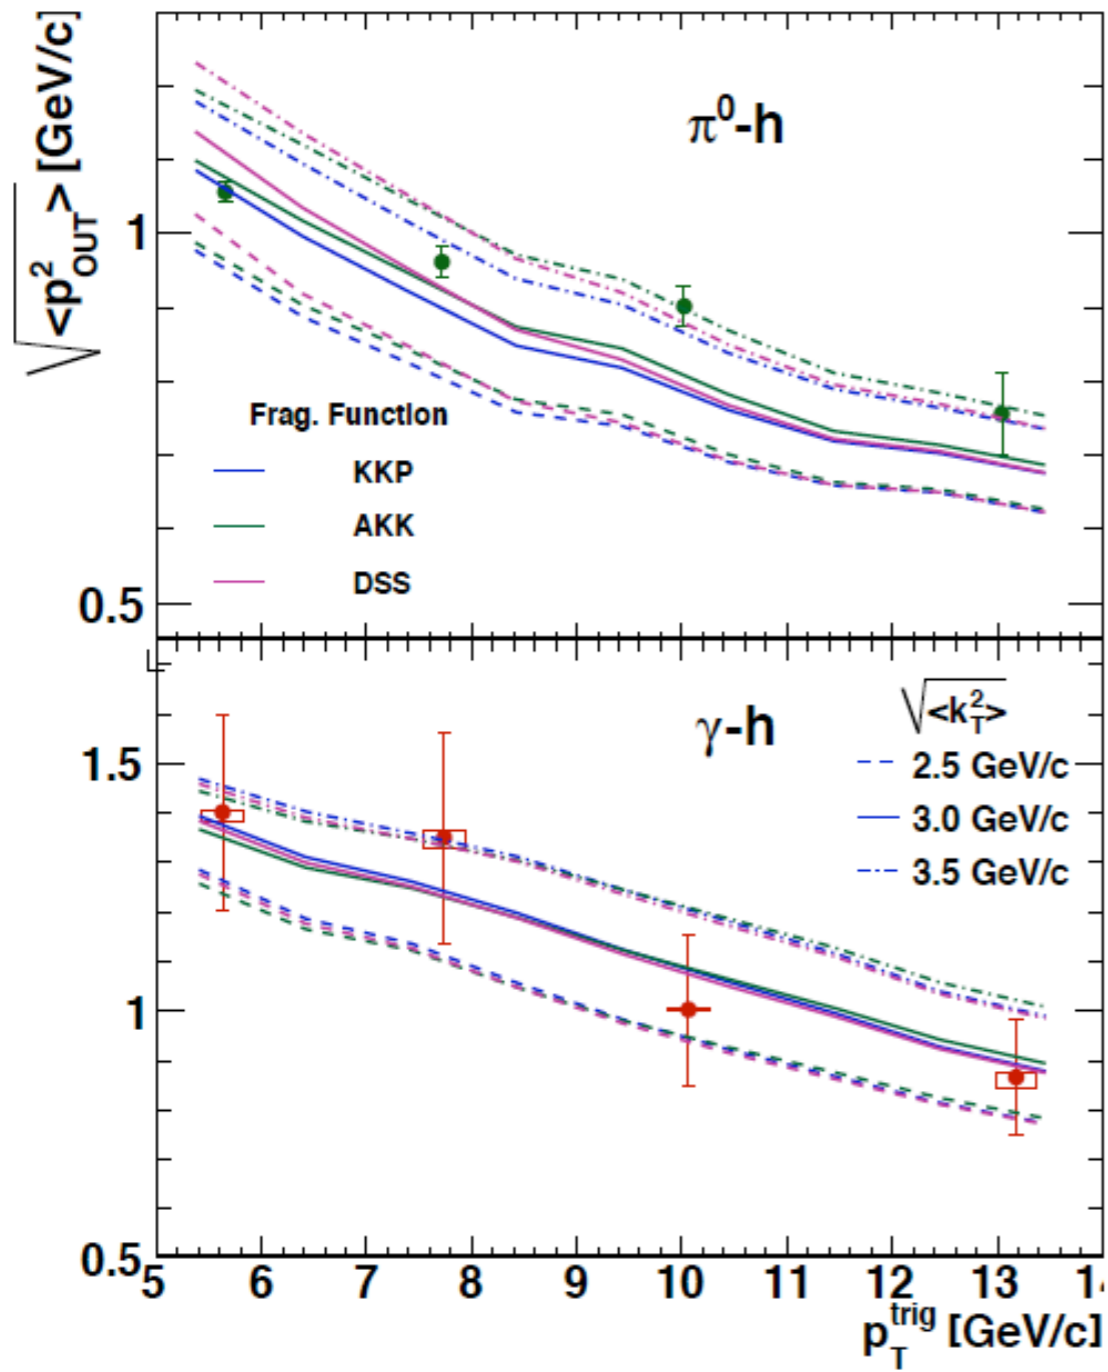 √<p²OUT> [GeV/c]
π⁰-h
1
Frag. Function
KKP
AKK
DSS
0.5
γ-h
√<k²T>
1.5
2.5 GeV/c
3.0 GeV/c
3.5 GeV/c
1
0.5
5 6 7 8 9 10 11 12 13 1
pTtrig [GeV/c]